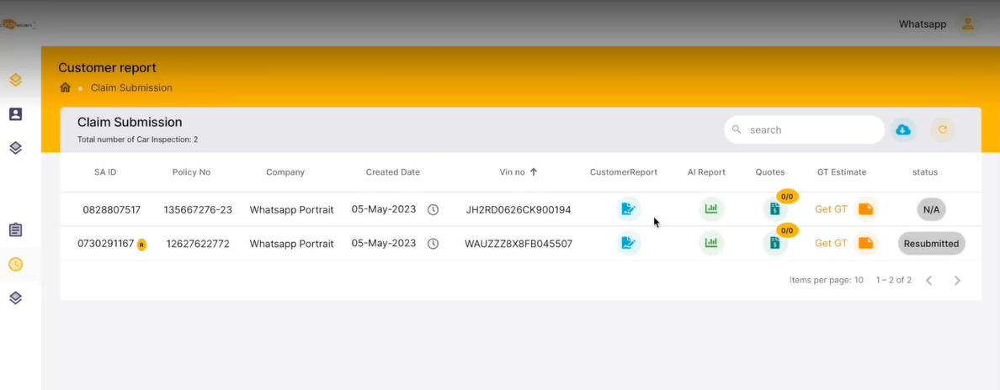 Whatsapp
Customer report
Claim Submission
Claim Submission
Total number of Car Inspection: 2
search
SA ID Policy No Company Created Date Vin no CustomerReport AI Report Quotes GT Estimate status
0828807517 135667276-23 Whatsapp Portrait 05-May-2023 JH2RD0626CK900194 0/0 Get GT N/A
0730291167 R 12627622772 Whatsapp Portrait 05-May-2023 WAUZZZ8X8FB045507 0/0 Get GT Resubmitted
Items per page: 10 1 – 2 of 2